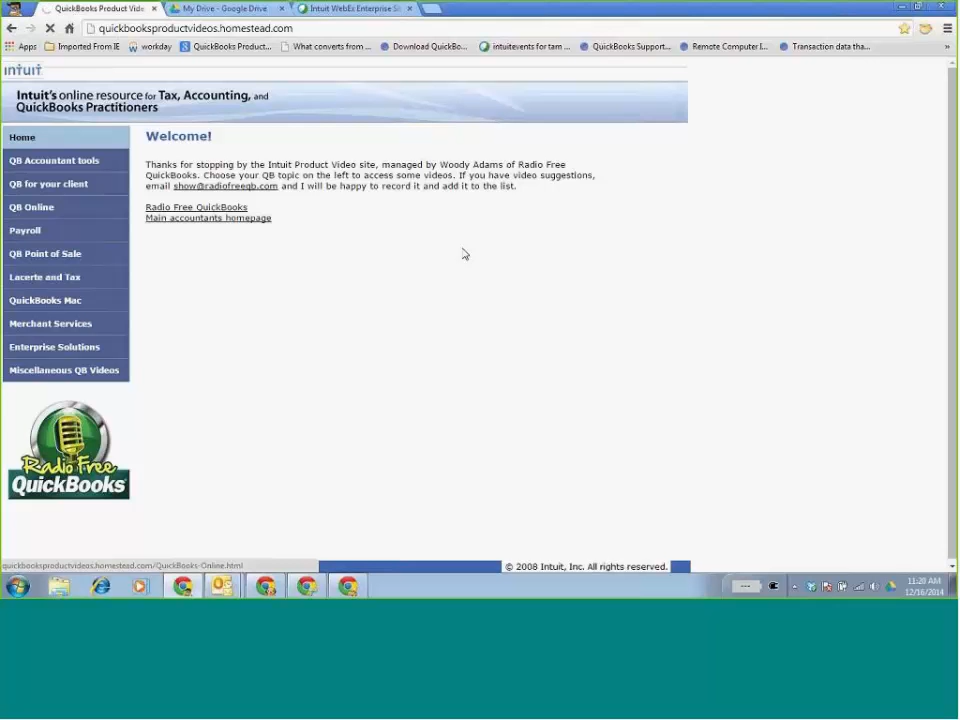 QuickBooks Product Vide
My Drive - Google Drive
Intuit WebEx Enterprise Si
quickbooksproductvideos.homestead.com
Apps
Imported From IE
workday
QuickBooks Product...
What converts from ...
Download QuickBo...
intuitevents for tam ...
QuickBooks Support...
Remote Computer I...
Transaction data tha...
»
intuit
Intuit's online resource for Tax, Accounting, and
QuickBooks Practitioners
Home
QB Accountant tools
QB for your client
QB Online
Payroll
QB Point of Sale
Lacerte and Tax
QuickBooks Mac
Merchant Services
Enterprise Solutions
Miscellaneous QB Videos
Welcome!
Thanks for stopping by the Intuit Product Video site, managed by Woody Adams of Radio Free
QuickBooks. Choose your QB topic on the left to access some videos. If you have video suggestions,
email show@radiofreeqb.com and I will be happy to record it and add it to the list.
Radio Free QuickBooks
Main accountants homepage
Radio Free
QuickBooks
quickbooksproductvideos.homestead.com/QuickBooks-Online.html
© 2008 Intuit, Inc. All rights reserved.
11:20 AM
12/16/2014